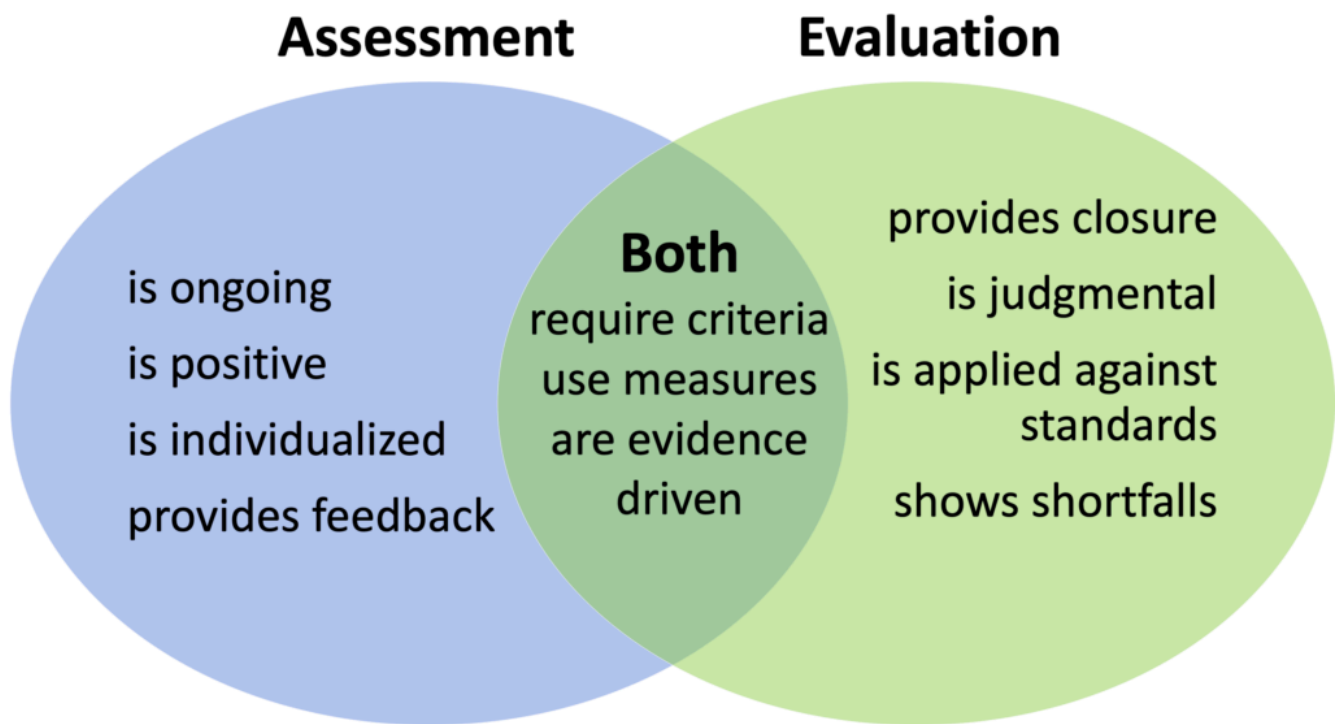 Assessment
Evaluation
is ongoing
is positive
is individualized
provides feedback
Both
require criteria
use measures
are evidence
driven
provides closure
is judgmental
is applied against
standards
shows shortfalls